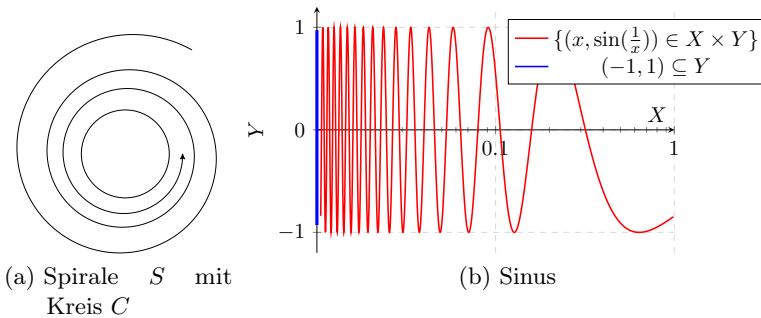 1
0
−1
Y
X
0.1
1
{(x, sin(1/x)) ∈ X × Y}
(−1, 1) ⊆ Y
(a) Spirale S mit
Kreis C
(b) Sinus